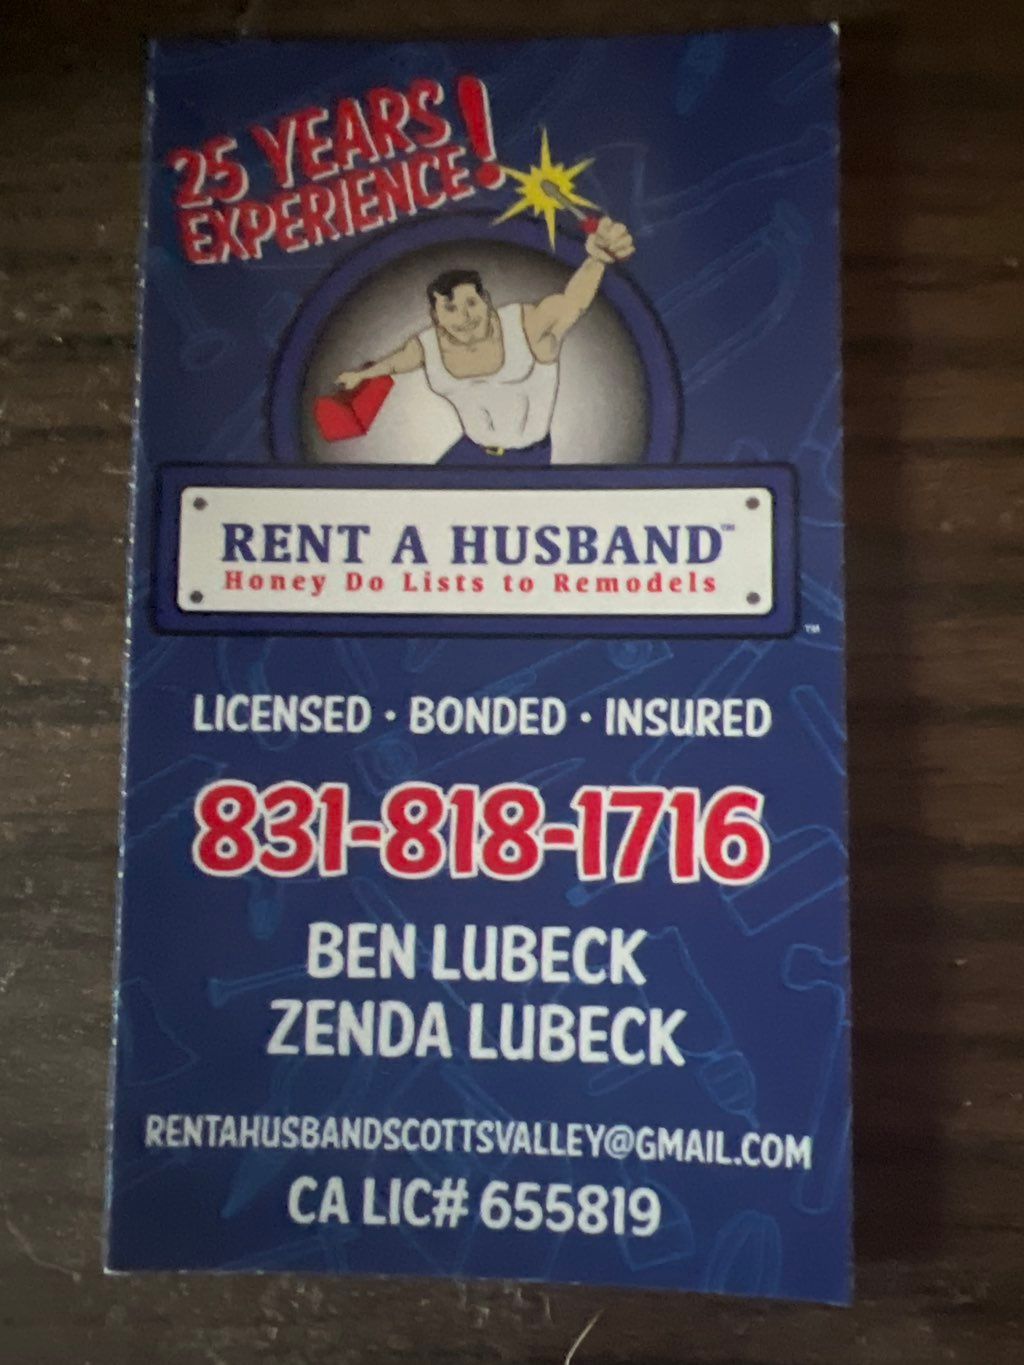 25 YEARS
EXPERIENCE!
RENT A HUSBAND™
Honey Do Lists to Remodels
™
LICENSED • BONDED • INSURED
831-818-1716
BEN LUBECK
ZENDA LUBECK
RENTAHUSBANDSCOTTSVALLEY@GMAIL.COM
CA LIC# 655819